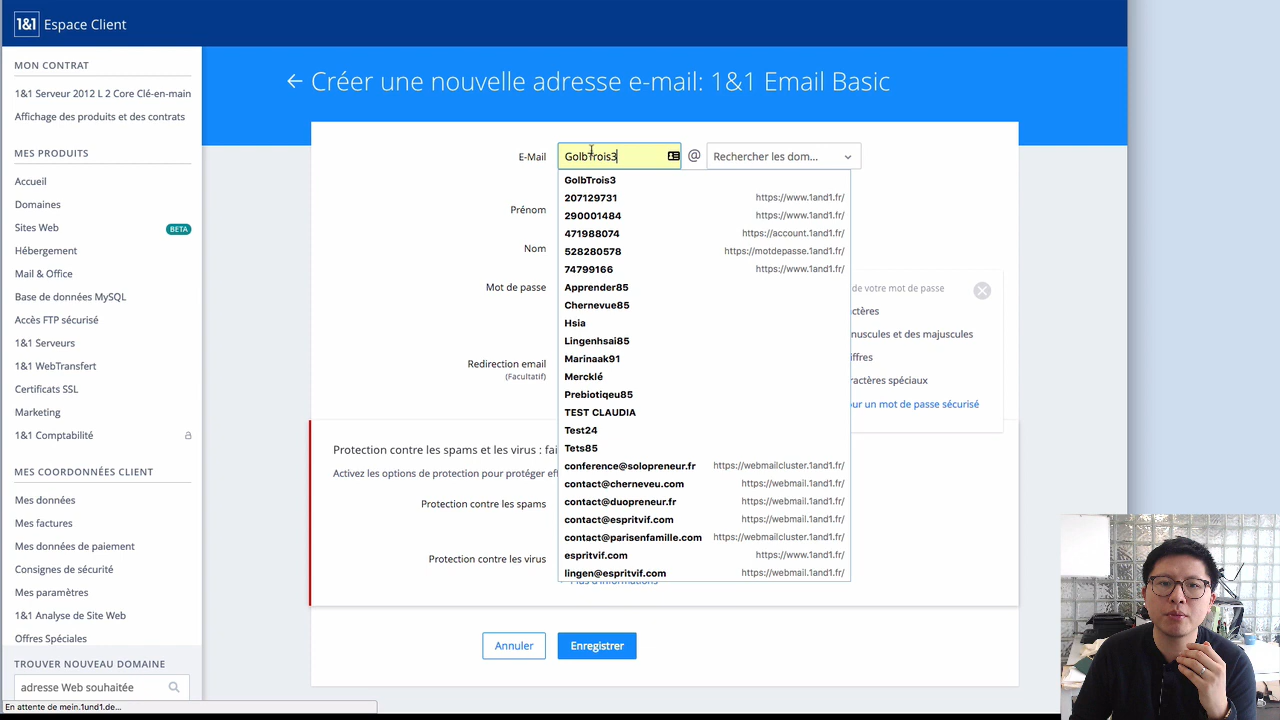 1&1 Espace Client
MON CONTRAT
1&1 Serveur 2012 L 2 Core Clé-en-main
Affichage des produits et des contrats
MES PRODUITS
Accueil
Domaines
Sites Web BETA
Hébergement
Mail & Office
Base de données MySQL
Accès FTP sécurisé
1&1 Serveurs
1&1 WebTransfert
Certificats SSL
Marketing
1&1 Comptabilité
MES COORDONNÉES CLIENT
Mes données
Mes factures
Mes données de paiement
Consignes de sécurité
Mes paramètres
1&1 Analyse de Site Web
Offres Spéciales
TROUVER NOUVEAU DOMAINE
adresse Web souhaitée
En attente de mein.1und1.de...
← Créer une nouvelle adresse e-mail: 1&1 Email Basic
E-Mail GolbTrois3 @ Rechercher les dom...
Prénom
Nom
Mot de passe
Redirection email
(Facultatif)
GolbTrois3
207129731 https://www.1and1.fr/
290001484 https://www.1and1.fr/
471988074 https://account.1and1.fr/
528280578 https://motdepasse.1and1.fr/
74799166 https://www.1and1.fr/
Apprender85
Chernevue85
Hsia
Lingenhsai85
Marinaak91
Mercklé
Prebiotiqeu85
TEST CLAUDIA
Test24
Tets85
conference@solopreneur.fr https://webmailcluster.1and1.fr/
contact@cherneveu.com https://webmail.1and1.fr/
contact@duopreneur.fr https://webmail.1and1.fr/
contact@espritvif.com https://webmail.1and1.fr/
contact@parisenfamille.com https://webmailcluster.1and1.fr/
espritvif.com https://www.1and1.fr/
lingen@espritvif.com https://webmail.1and1.fr/
de votre mot de passe
ctères
nuscules et des majuscules
iffres
ractères spéciaux
our un mot de passe sécurisé
Protection contre les spams et les virus : fai
Activez les options de protection pour protéger ef
Protection contre les spams
Protection contre les virus
Annuler Enregistrer